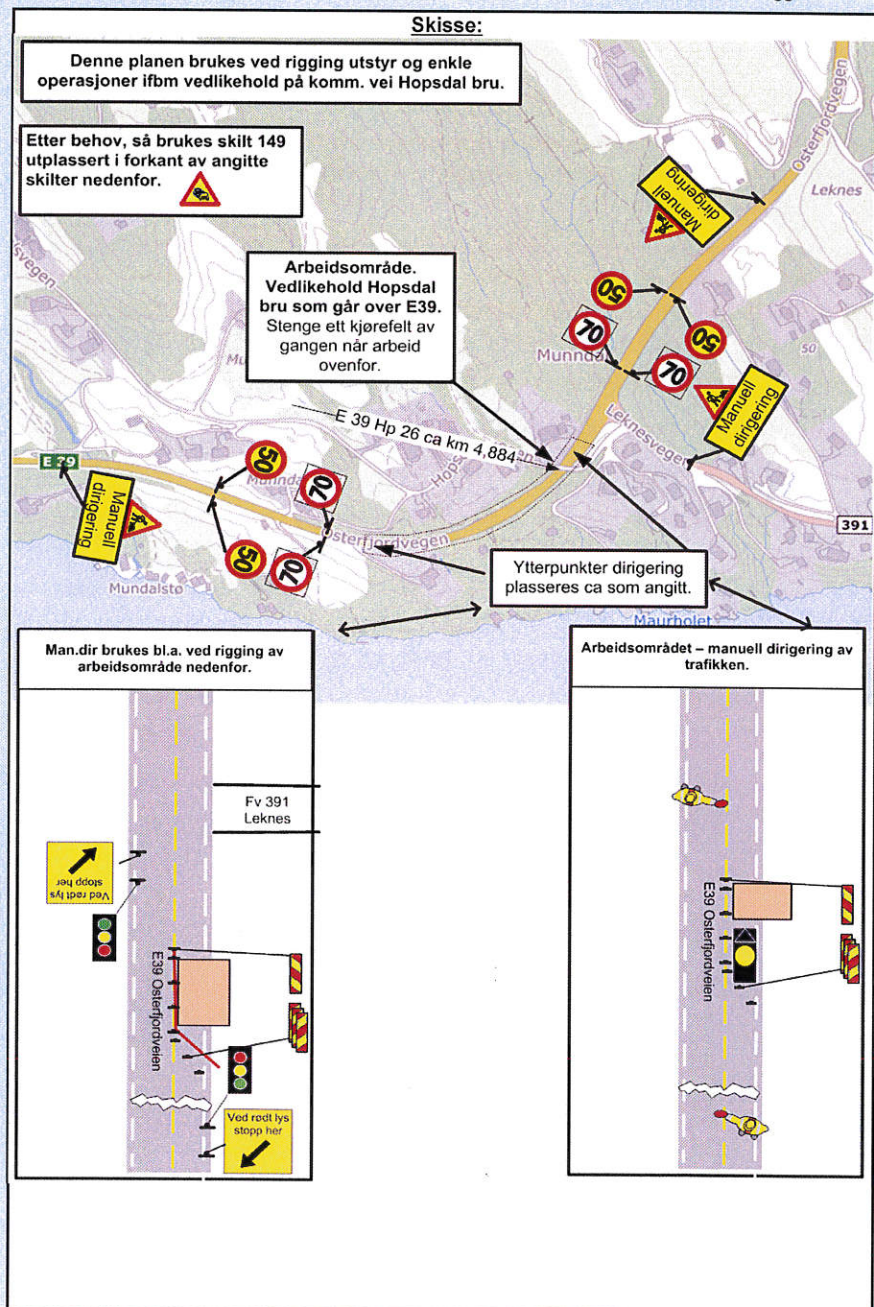 Skisse:
Denne planen brukes ved rigging utstyr og enkle
operasjoner ifbm vedlikehold på komm. vei Hopsdal bru.
Etter behov, så brukes skilt 149
utplassert i forkant av angitte
skilter nedenfor.
Osterfjordvegen
Leknes
Manuell
dirigering
Arbeidsområde.
Vedlikehold Hopsdal
bru som går over E39.
Stenge ett kjørefelt av
gangen når arbeid
ovenfor.
50
50
70
70
50
Manuell
dirigering
Leknesvegen
E 39 Hp 26 ca km 4,884
E 39
Manuell
dirigering
50
70
50
70
Osterfjordvegen
391
Mundalstø
Ytterpunkter dirigering
plasseres ca som angitt.
Maurholet
Man.dir brukes bl.a. ved rigging av
arbeidsområde nedenfor.
Fv 391
Leknes
Ved rødt lys
stopp her
E39 Osterfjordveien
Ved rødt lys
stopp her
Arbeidsområdet – manuell dirigering av
trafikken.
E39 Osterfjordveien